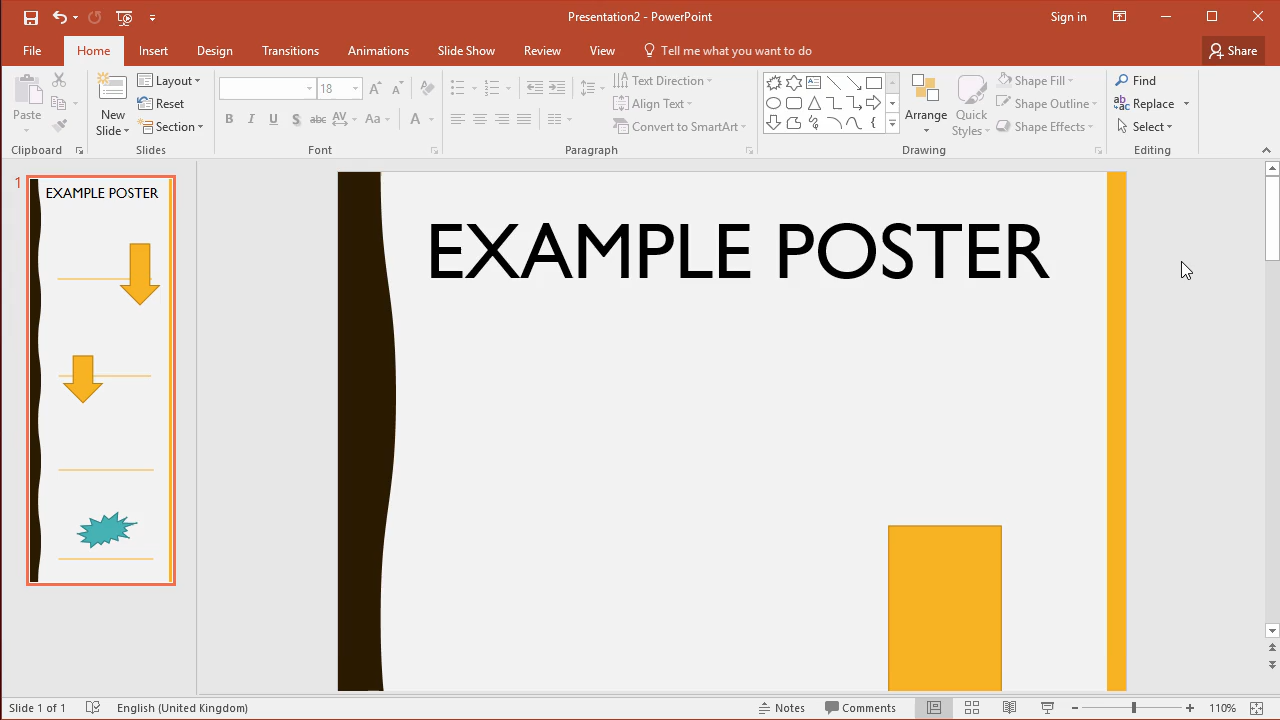 Presentation2 - PowerPoint
Sign in
File Home Insert Design Transitions Animations Slide Show Review View Tell me what you want to do Share
Paste
Clipboard
New Slide
Layout
Reset
Section
Slides
18
B I U S abc AV Aa A
Font
Text Direction
Align Text
Convert to SmartArt
Paragraph
Arrange
Quick Styles
Shape Fill
Shape Outline
Shape Effects
Drawing
Find
Replace
Select
Editing
1
EXAMPLE POSTER
EXAMPLE POSTER
Slide 1 of 1 English (United Kingdom) Notes Comments 110%